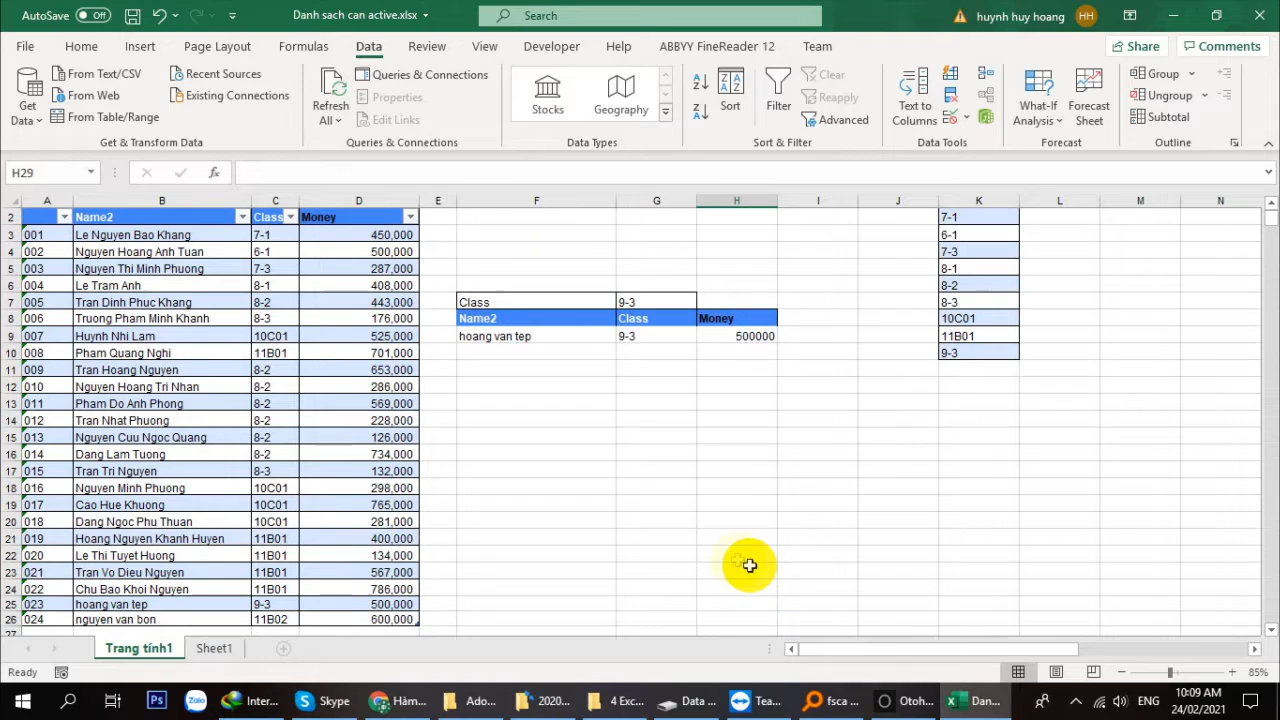 AutoSave Off Danh sach can active.xlsx Search huynh huy hoang HH
File Home Insert Page Layout Formulas Data Review View Developer Help ABBYY FineReader 12 Team Share Comments
Get Data
From Text/CSV
From Web
From Table/Range
Recent Sources
Existing Connections
Get & Transform Data
Refresh All
Queries & Connections
Properties
Edit Links
Queries & Connections
Stocks
Geography
Data Types
Sort
Filter
Clear
Reapply
Advanced
Sort & Filter
Text to Columns
Data Tools
What-If Analysis
Forecast Sheet
Forecast
Group
Ungroup
Subtotal
Outline
H29 fx
A B C D E F G H I J K L M N
2 Name2 Class Money 7-1
3 001 Le Nguyen Bao Khang 7-1 450,000 6-1
4 002 Nguyen Hoang Anh Tuan 6-1 500,000 7-3
5 003 Nguyen Thi Minh Phuong 7-3 287,000 8-1
6 004 Le Tram Anh 8-1 408,000 8-2
7 005 Tran Dinh Phuc Khang 8-2 443,000 Class 9-3 8-3
8 006 Truong Pham Minh Khanh 8-3 176,000 Name2 Class Money 10C01
9 007 Huynh Nhi Lam 10C01 525,000 hoang van tep 9-3 500000 11B01
10 008 Pham Quang Nghi 11B01 701,000 9-3
11 009 Tran Hoang Nguyen 8-2 653,000
12 010 Nguyen Hoang Tri Nhan 8-2 286,000
13 011 Pham Do Anh Phong 8-2 569,000
14 012 Tran Nhat Phuong 8-2 228,000
15 013 Nguyen Cuu Ngoc Quang 8-2 126,000
16 014 Dang Lam Tuong 8-2 734,000
17 015 Tran Tri Nguyen 8-3 132,000
18 016 Nguyen Minh Phuong 10C01 298,000
19 017 Cao Hue Khuong 10C01 765,000
20 018 Dang Ngoc Phu Thuan 10C01 281,000
21 019 Hoang Nguyen Khanh Huyen 11B01 400,000
22 020 Le Thi Tuyet Huong 11B01 134,000
23 021 Tran Vo Dieu Nguyen 11B01 567,000
24 022 Chu Bao Khoi Nguyen 11B01 786,000
25 023 hoang van tep 9-3 500,000
26 024 nguyen van bon 11B02 600,000
27
Trang tính1 Sheet1
Ready 85%
Ps Zalo Inter... Skype Hàm... Ado... 2020... 4 Exc... Data ... Tea... fsca ... Otoh... Dan... ENG 10:09 AM
24/02/2021